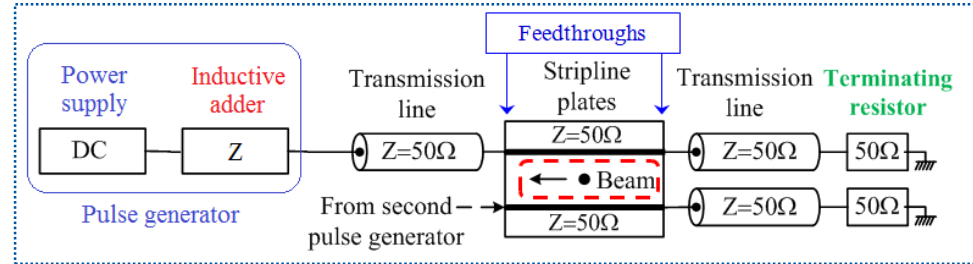 Feedthroughs
Power
supply
Inductive
adder
Transmission
line
Stripline
plates
Transmission
line
Terminating
resistor
DC
Z
Z=50Ω
Z=50Ω
Z=50Ω
50Ω
Beam
From second
pulse generator
Z=50Ω
Z=50Ω
50Ω
Pulse generator